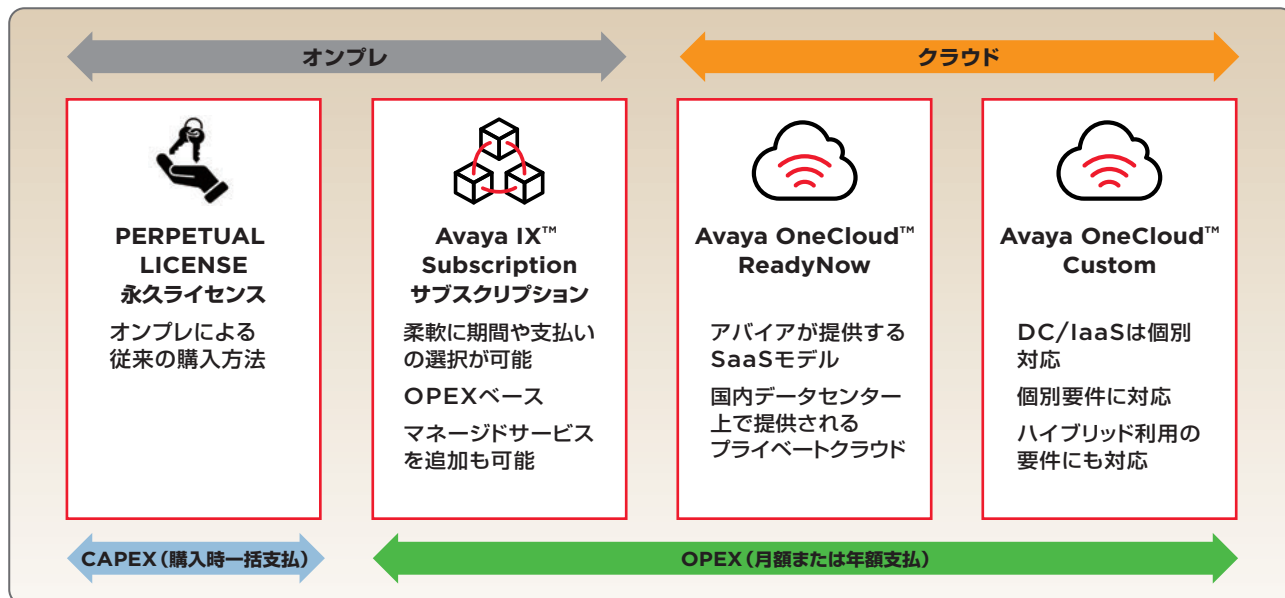 オンプレ
クラウド
PERPETUAL
LICENSE
永久ライセンス
オンプレによる
従来の購入方法
Avaya IX™
Subscription
サブスクリプション
柔軟に期間や支払い
の選択が可能
OPEXベース
マネージドサービス
を追加も可能
Avaya OneCloud™
ReadyNow
アバイアが提供する
SaaSモデル
国内データセンター
上で提供される
プライベートクラウド
Avaya OneCloud™
Custom
DC/IaaSは個別
対応
個別要件に対応
ハイブリッド利用の
要件にも対応
CAPEX（購入時一括支払）
OPEX（月額または年額支払）